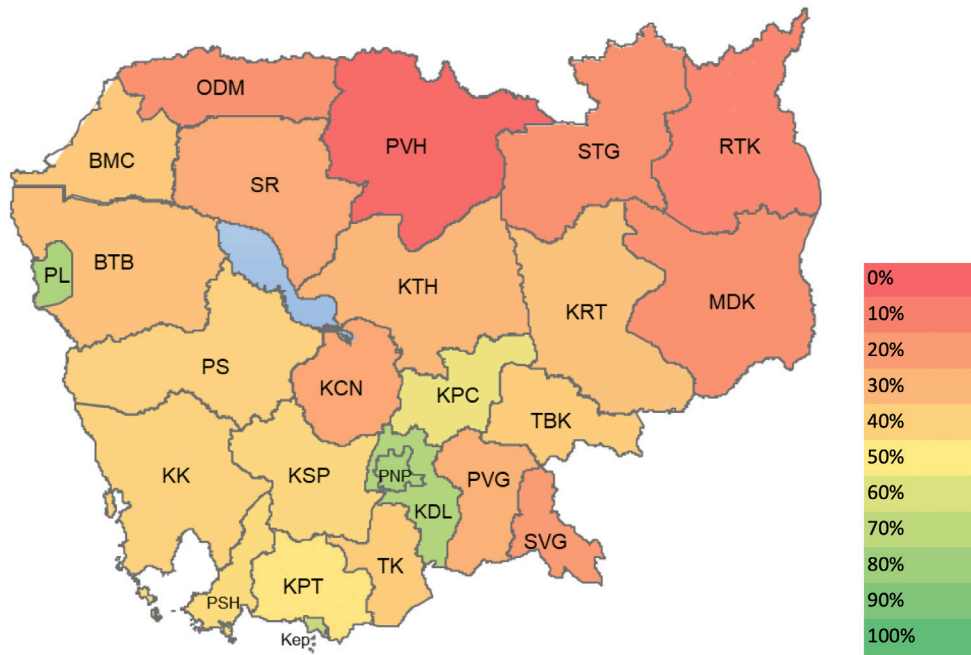 ODM
PVH
STG
RTK
BMC
SR
PL
BTB
KTH
KRT
MDK
PS
KCN
KPC
TBK
KK
KSP
PNP
PVG
KDL
SVG
TK
KPT
PSH
Kep
0%
10%
20%
30%
40%
50%
60%
70%
80%
90%
100%